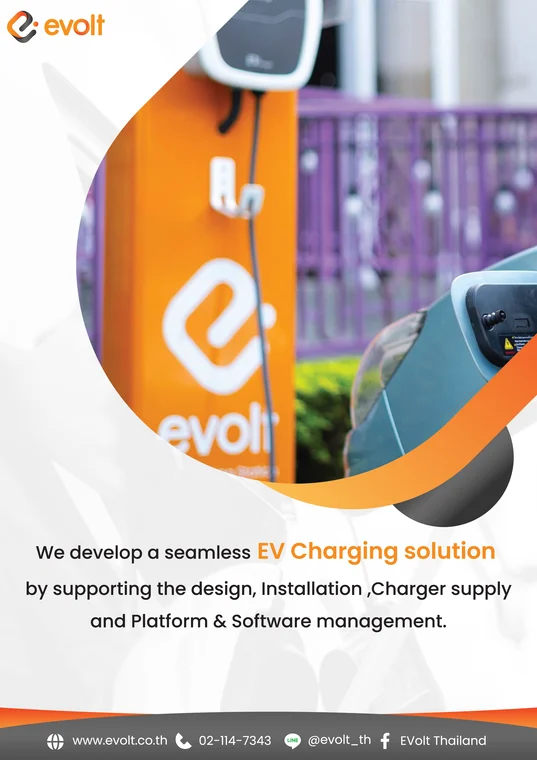 evolt
evolt
We develop a seamless EV Charging solution
by supporting the design, Installation ,Charger supply
and Platform & Software management.
www.evolt.co.th 02-114-7343 LINE @evolt_th EVolt Thailand